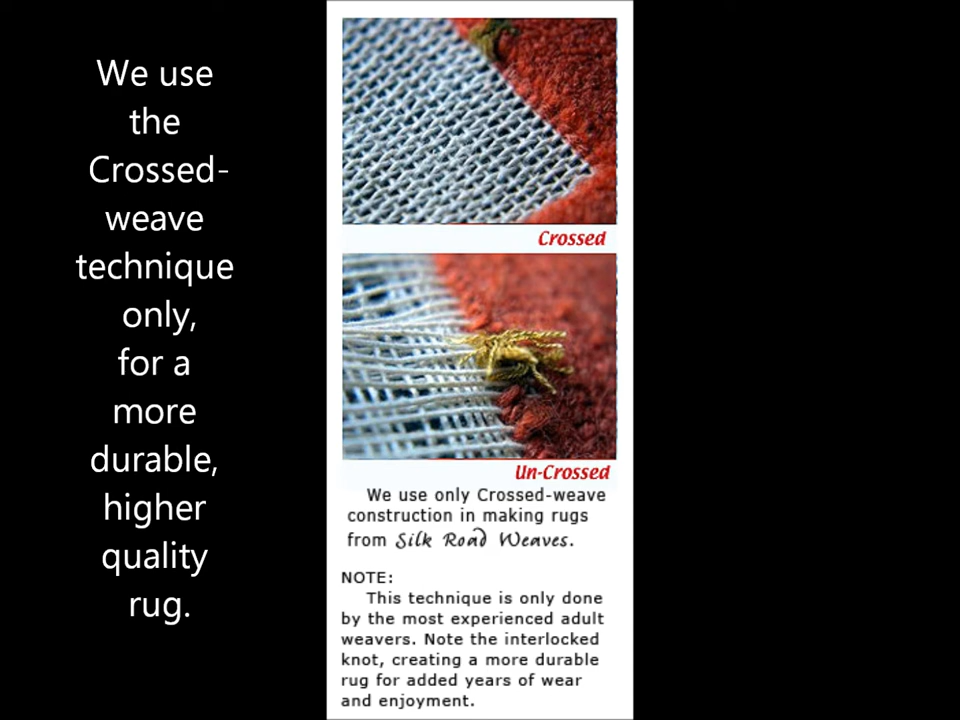 We use
the
Crossed-
weave
technique
only,
for a
more
durable,
higher
quality
rug.
Crossed
Un-Crossed
We use only Crossed-weave
construction in making rugs
from Silk Road Weaves.
NOTE:
This technique is only done
by the most experienced adult
weavers. Note the interlocked
knot, creating a more durable
rug for added years of wear
and enjoyment.